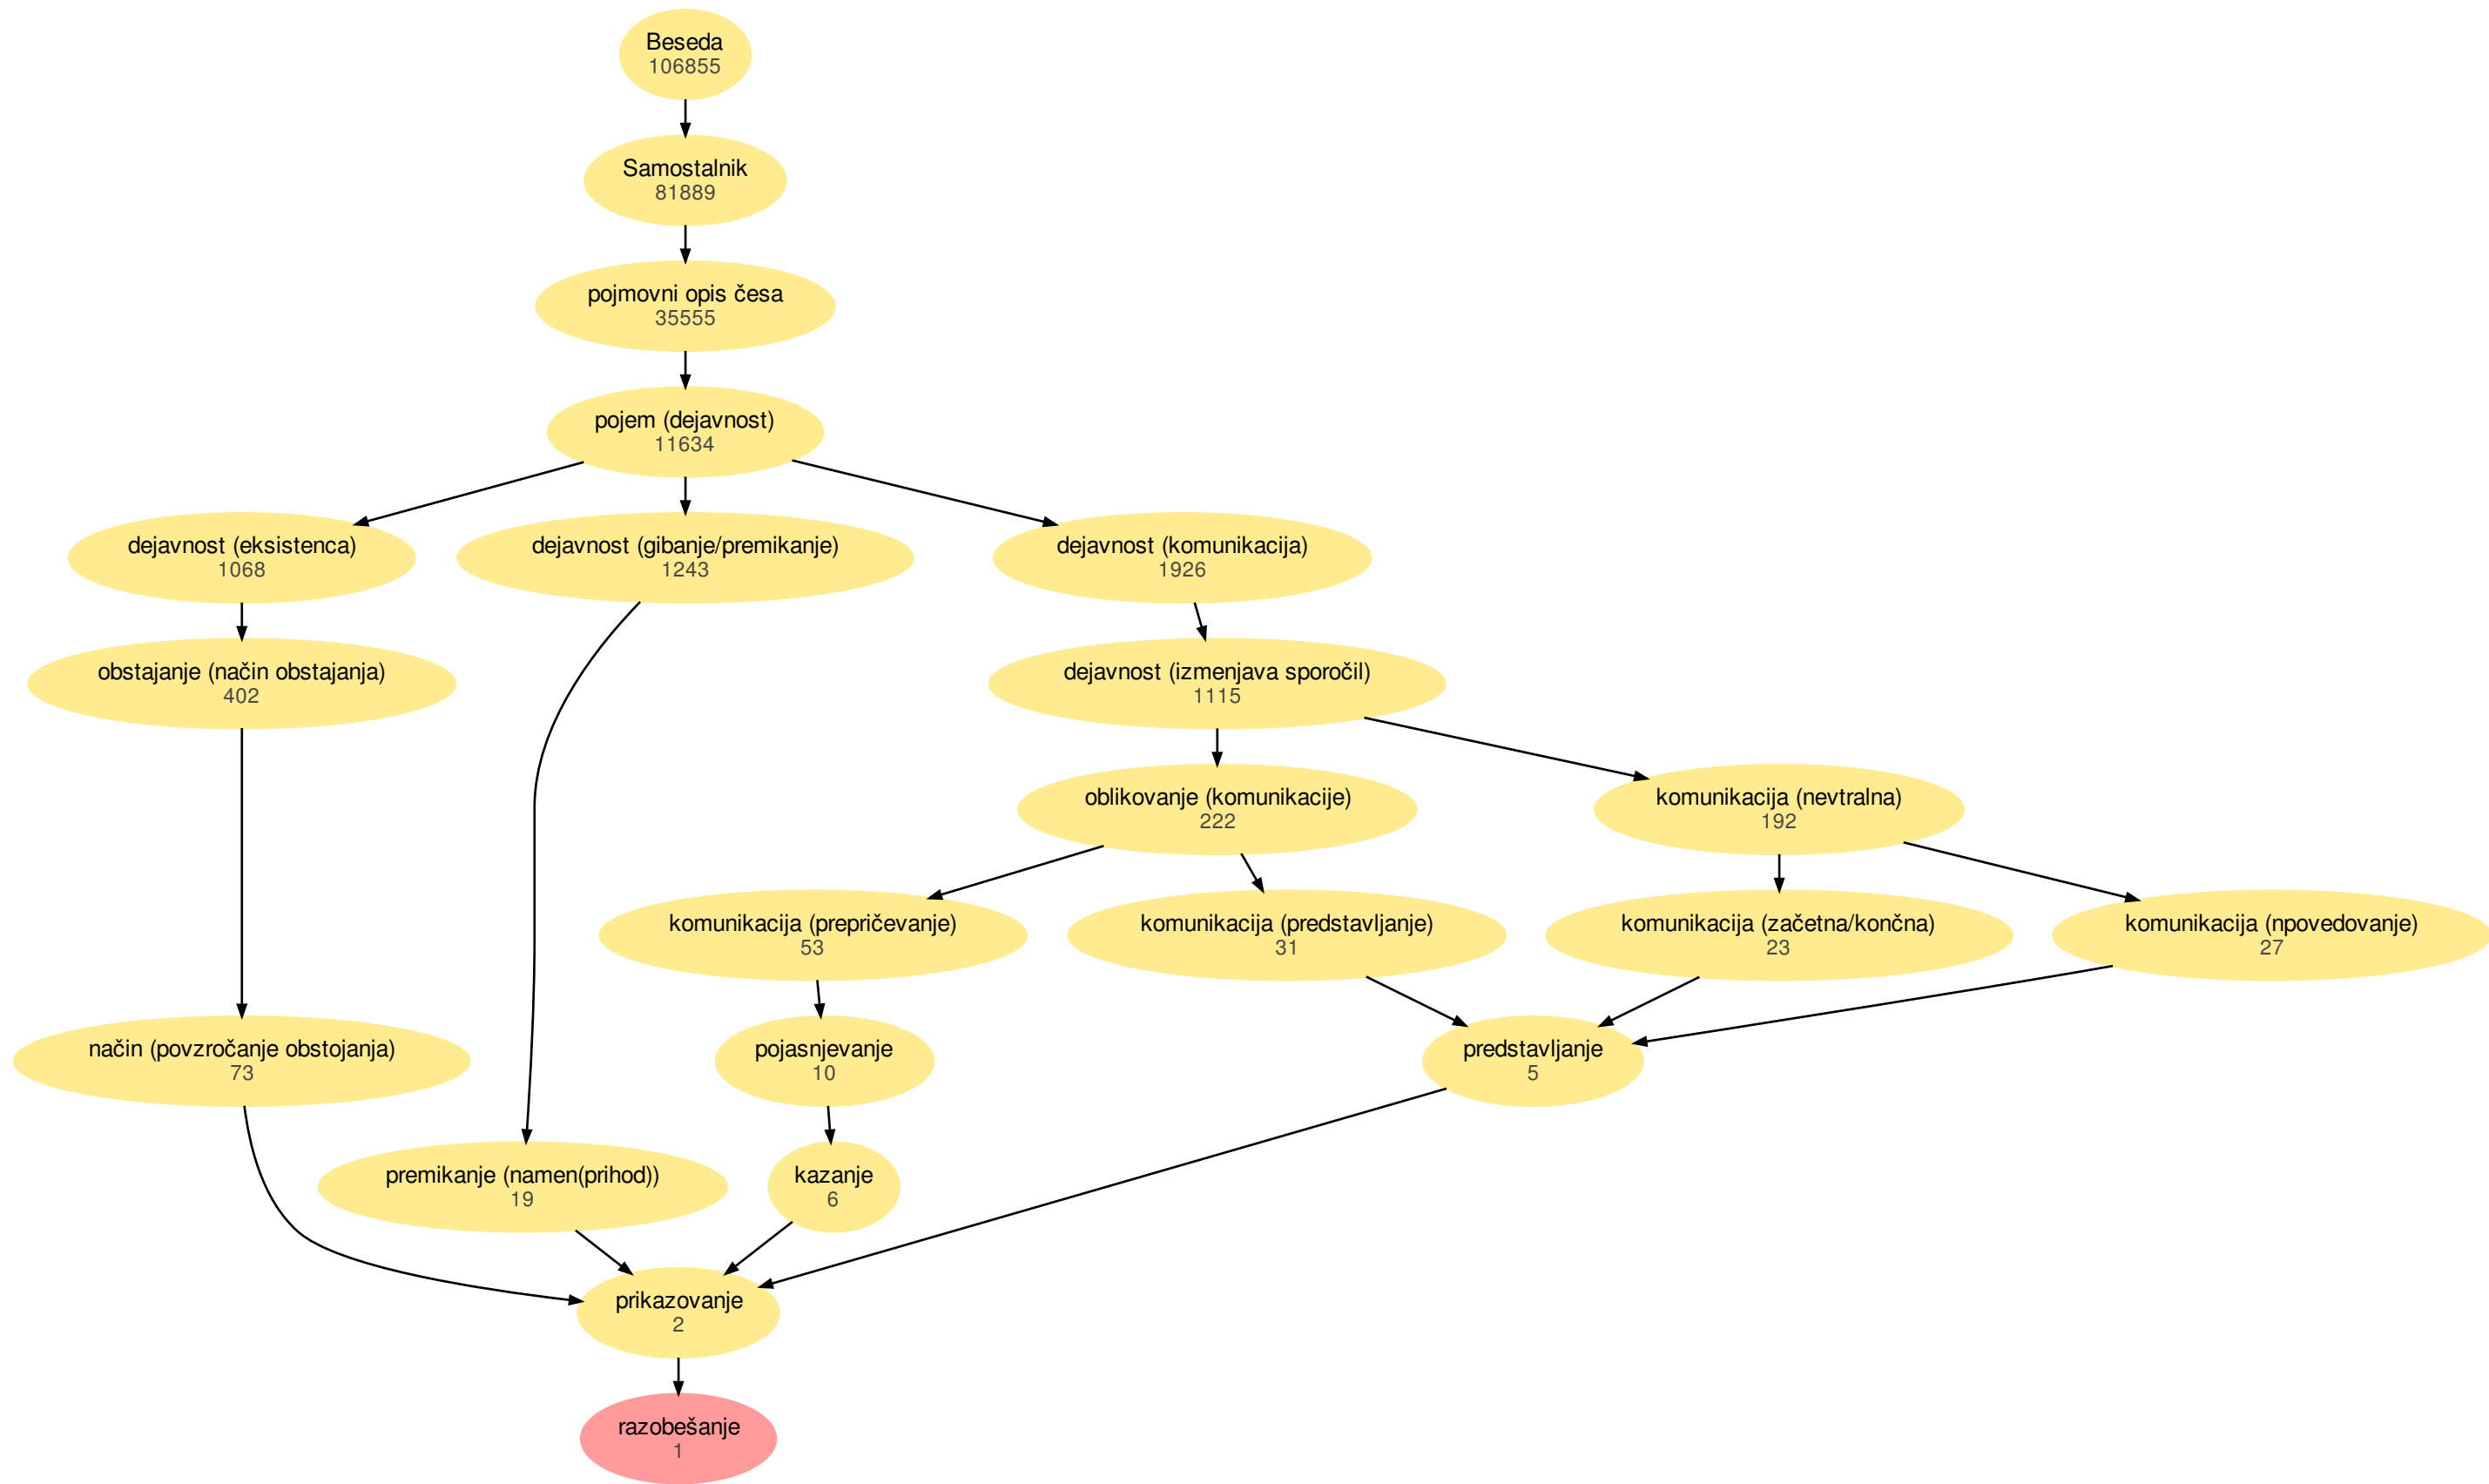 Beseda
106855
Samostalnik
81889
pojmovni opis česa
35555
pojem (dejavnost)
11634
dejavnost (eksistenca)
1068
dejavnost (gibanje/premikanje)
1243
dejavnost (komunikacija)
1926
obstajanje (način obstajanja)
402
dejavnost (izmenjava sporočil)
1115
oblikovanje (komunikacije)
222
komunikacija (nevtralna)
192
komunikacija (prepričevanje)
53
komunikacija (predstavljanje)
31
komunikacija (začetna/končna)
23
komunikacija (npovedovanje)
27
način (povzročanje obstojanja)
73
pojasnjevanje
10
predstavljanje
5
premikanje (namen(prihod))
19
kazanje
6
prikazovanje
2
razobešanje
1